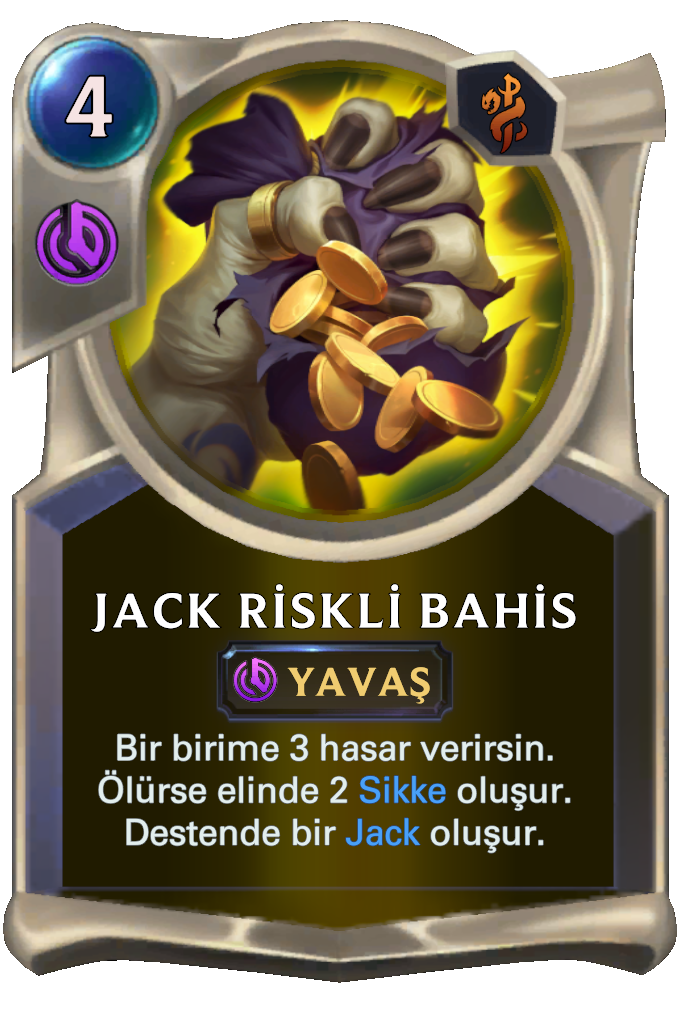 4
JACK RİSKLİ BAHİS
YAVAŞ
Bir birime 3 hasar verirsin.
Ölürse elinde 2 Sikke oluşur.
Destende bir Jack oluşur.